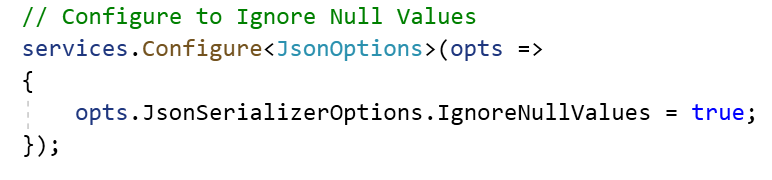 // Configure to Ignore Null Values
services.Configure<JsonOptions>(opts =>
{
    opts.JsonSerializerOptions.IgnoreNullValues = true;
});